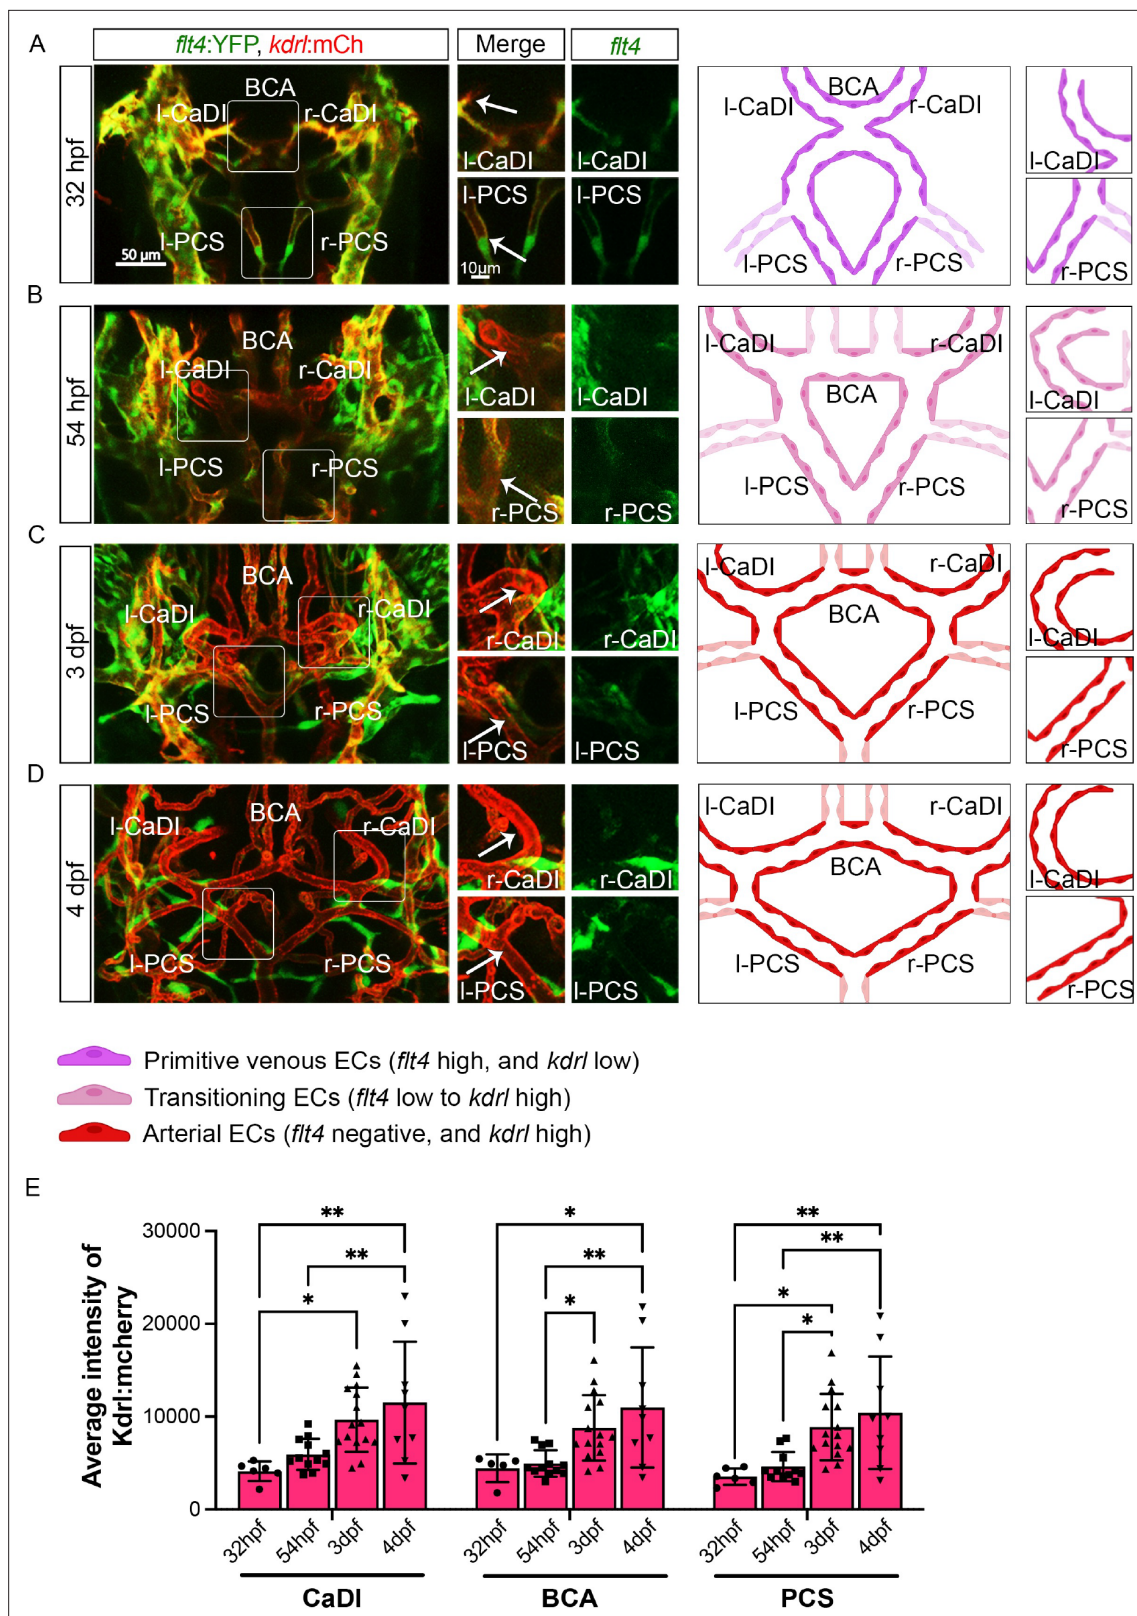 A
flt4:YFP, kdrl:mCh
Merge
flt4
32 hpf
BCA
l-CaDI
r-CaDI
l-PCS
r-PCS
50 µm
l-CaDI
l-CaDI
l-PCS
10µm
l-PCS
BCA
l-CaDI
r-CaDI
l-PCS
r-PCS
l-CaDI
r-PCS
B
54 hpf
BCA
l-CaDI
r-CaDI
l-PCS
r-PCS
l-CaDI
l-CaDI
r-PCS
r-PCS
l-CaDI
r-CaDI
BCA
l-PCS
r-PCS
l-CaDI
r-PCS
C
3 dpf
BCA
l-CaDI
r-CaDI
l-PCS
r-PCS
r-CaDI
r-CaDI
l-PCS
l-PCS
l-CaDI
r-CaDI
BCA
l-PCS
r-PCS
l-CaDI
r-PCS
D
4 dpf
BCA
l-CaDI
r-CaDI
l-PCS
r-PCS
r-CaDI
r-CaDI
l-PCS
l-PCS
l-CaDI
r-CaDI
BCA
l-PCS
r-PCS
l-CaDI
r-PCS
Primitive venous ECs (flt4 high, and kdrl low)
Transitioning ECs (flt4 low to kdrl high)
Arterial ECs (flt4 negative, and kdrl high)
E
Average intensity of
Kdrl:mcherry
30000
20000
10000
0
** ** *
* ** *
** ** * *
32hpf 54hpf 3dpf 4dpf
32hpf 54hpf 3dpf 4dpf
32hpf 54hpf 3dpf 4dpf
CaDI BCA PCS